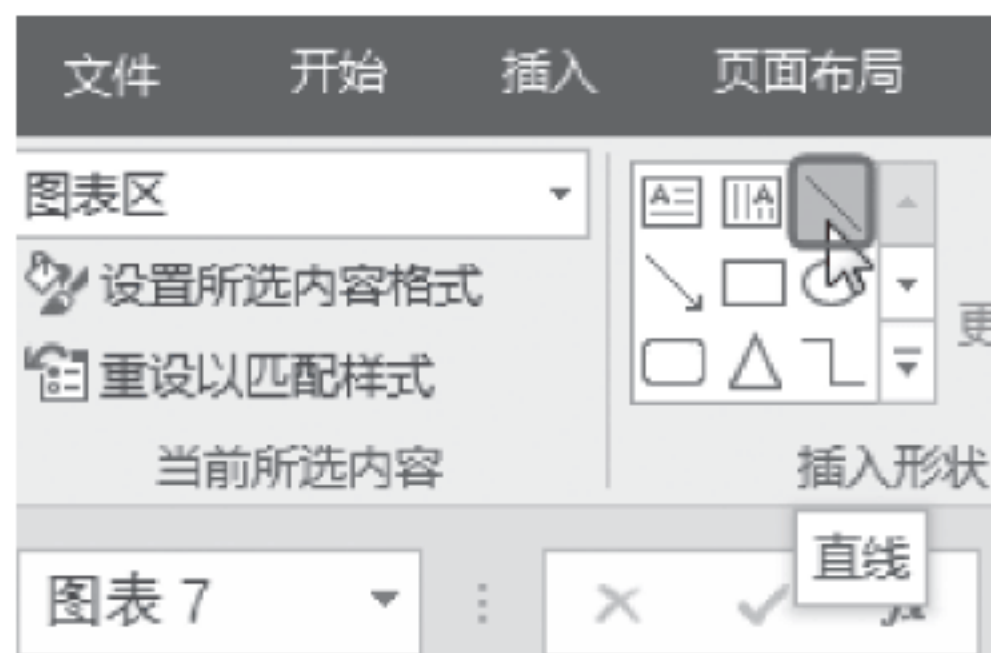 文件 开始 插入 页面布局
图表区
设置所选内容格式
重设以匹配样式
更
当前所选内容 插入形状
直线
图表 7